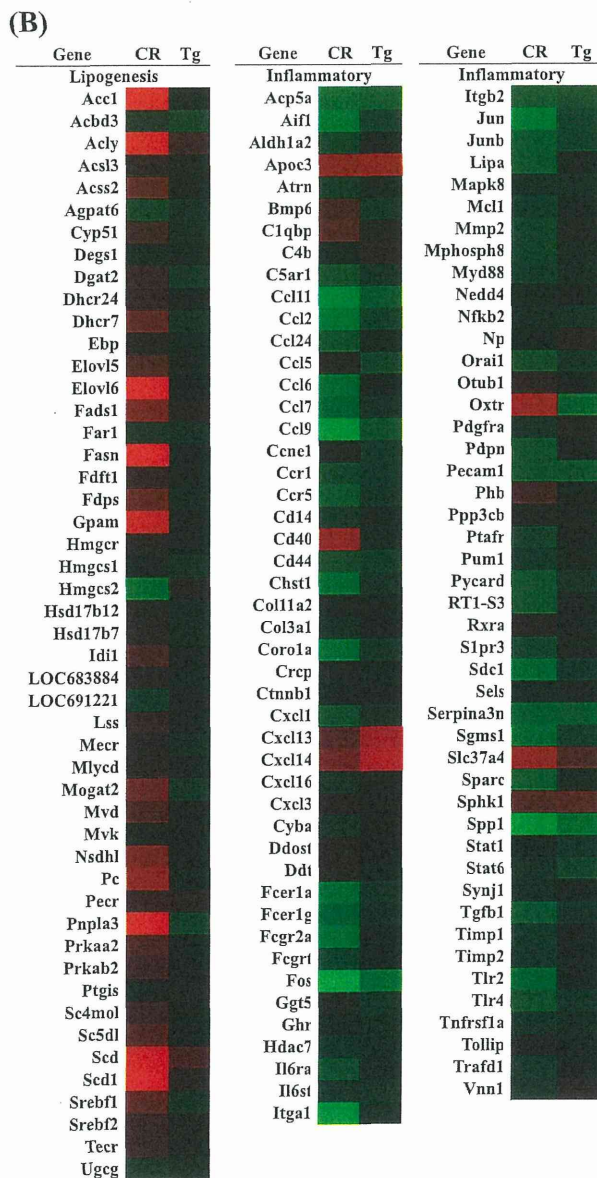 (B)
Gene CR Tg
Lipogenesis
Acc1
Acbd3
Acly
Acsl3
Acss2
Agpat6
Cyp51
Degs1
Dgat2
Dhcr24
Dhcr7
Ebp
Elovl5
Elovl6
Fads1
Far1
Fasn
Fdft1
Fdps
Gpam
Hmgcr
Hmgcs1
Hmgcs2
Hsd17b12
Hsd17b7
Idi1
LOC683884
LOC691221
Lss
Mecr
Mlycd
Mogat2
Mvd
Mvk
Nsdhl
Pc
Pecr
Pnpla3
Prkaa2
Prkab2
Ptgis
Sc4mol
Sc5dl
Scd
Scd1
Srebf1
Srebf2
Tecr
Ugcg
Gene CR Tg
Inflammatory
Acp5a
Aif1
Aldh1a2
Apoc3
Atrn
Bmp6
C1qbp
C4b
C5ar1
Ccl11
Ccl2
Ccl24
Ccl5
Ccl6
Ccl7
Ccl9
Ccne1
Ccr1
Ccr5
Cd14
Cd40
Cd44
Chst1
Col11a2
Col3a1
Coro1a
Crcp
Ctnnb1
Cxcl1
Cxcl13
Cxcl14
Cxcl16
Cxcl3
Cyba
Ddost
Ddt
Fcer1a
Fcer1g
Fcgr2a
Fcgrt
Fos
Ggt5
Ghr
Hdac7
Il6ra
Il6st
Itga1
Gene CR Tg
Inflammatory
Itgb2
Jun
Junb
Lipa
Mapk8
Mcl1
Mmp2
Mphosph8
Myd88
Nedd4
Nfkb2
Np
Orai1
Otub1
Oxtr
Pdgfra
Pdpn
Pecam1
Phb
Ppp3cb
Ptafr
Pum1
Pycard
RT1-S3
Rxra
S1pr3
Sdc1
Sels
Serpina3n
Sgms1
Slc37a4
Sparc
Sphk1
Spp1
Stat1
Stat6
Synj1
Tgfb1
Timp1
Timp2
Tlr2
Tlr4
Tnfrsf1a
Tollip
Trafd1
Vnn1